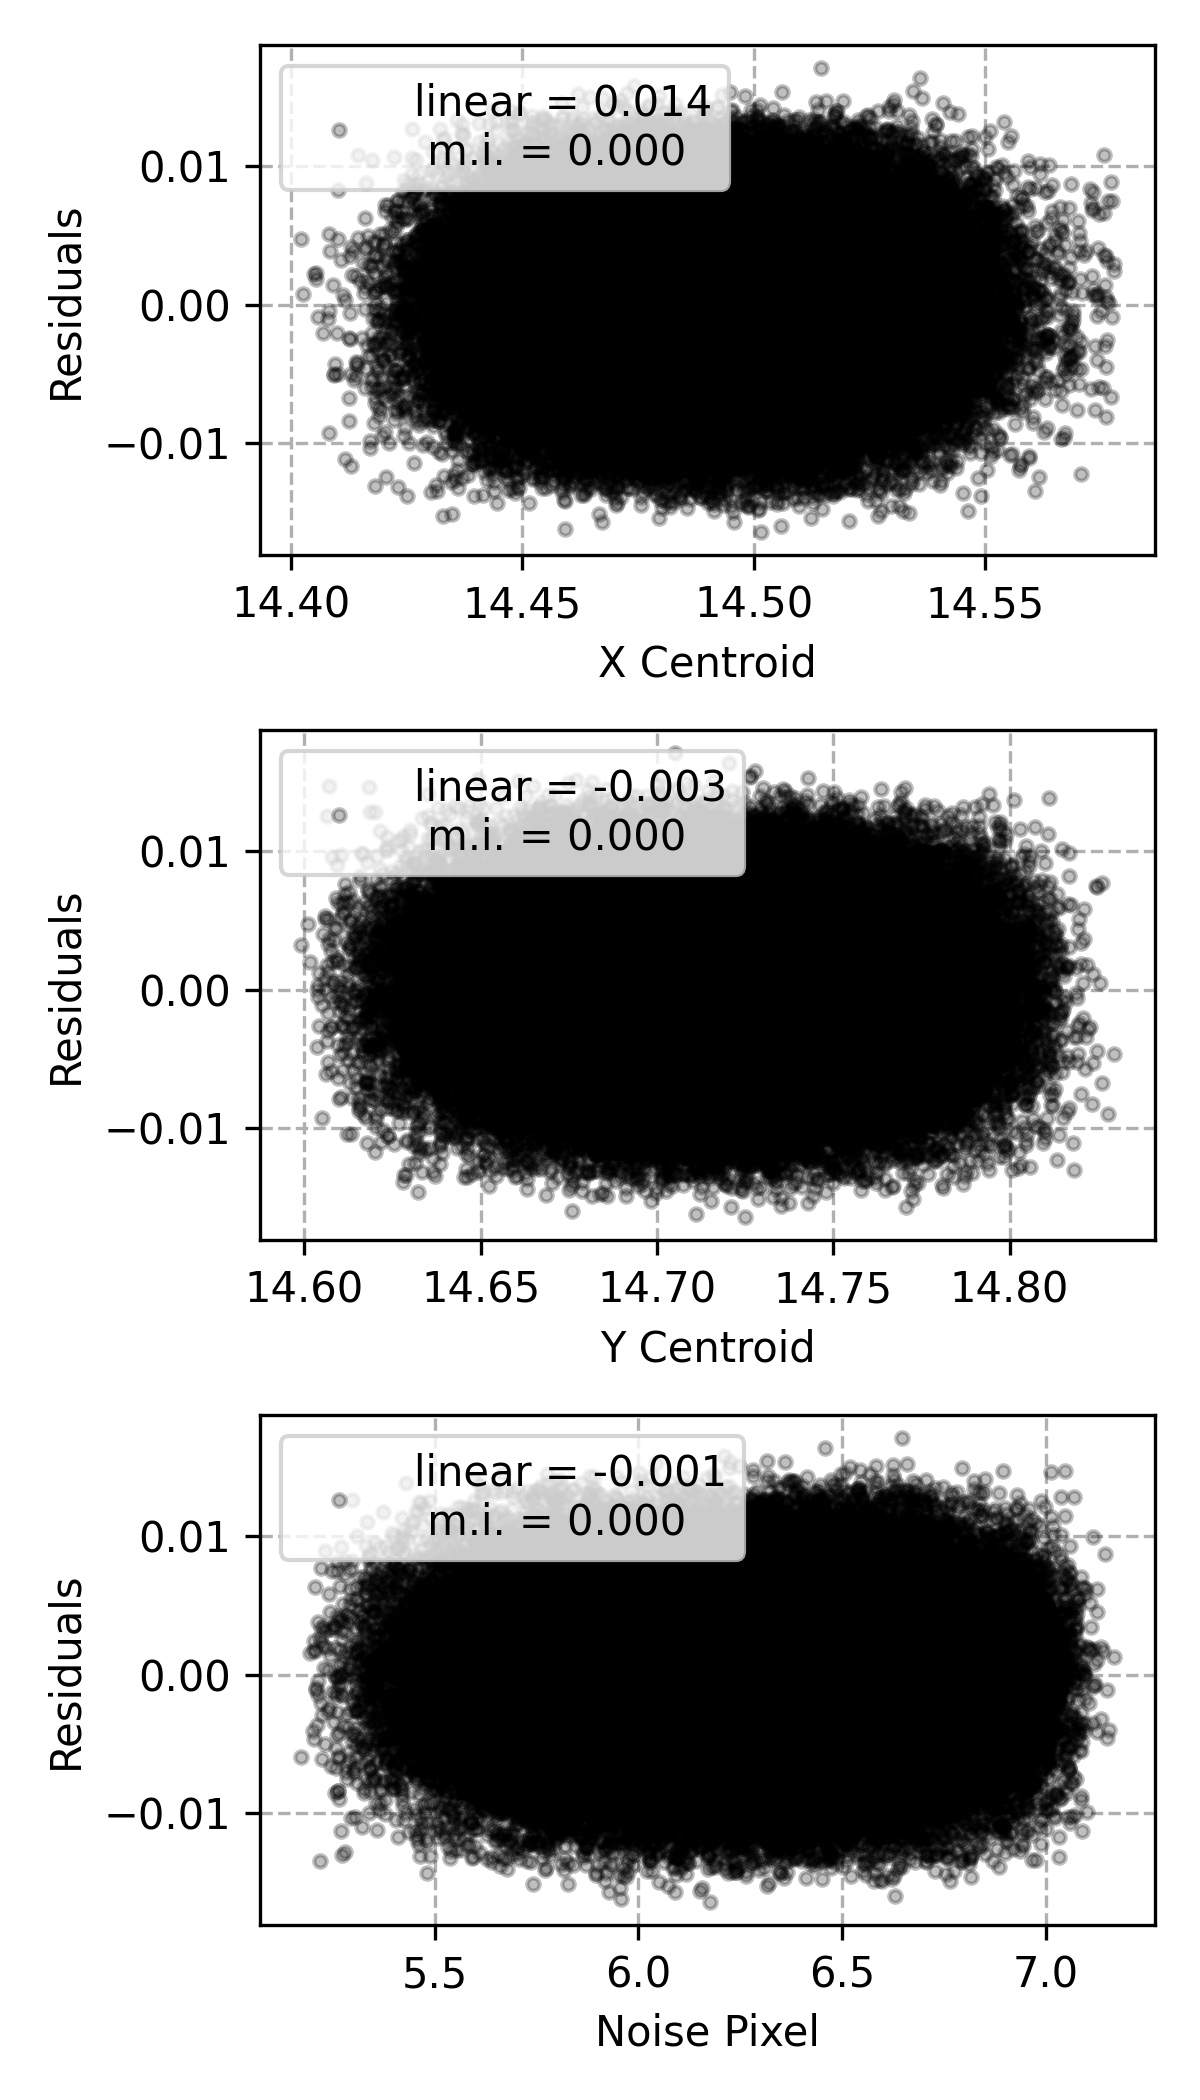 linear = 0.014
m.i. = 0.000
0.01
0.00
−0.01
Residuals
14.40 14.45 14.50 14.55
X Centroid
linear = -0.003
m.i. = 0.000
0.01
0.00
−0.01
Residuals
14.60 14.65 14.70 14.75 14.80
Y Centroid
linear = -0.001
m.i. = 0.000
0.01
0.00
−0.01
Residuals
5.5 6.0 6.5 7.0
Noise Pixel